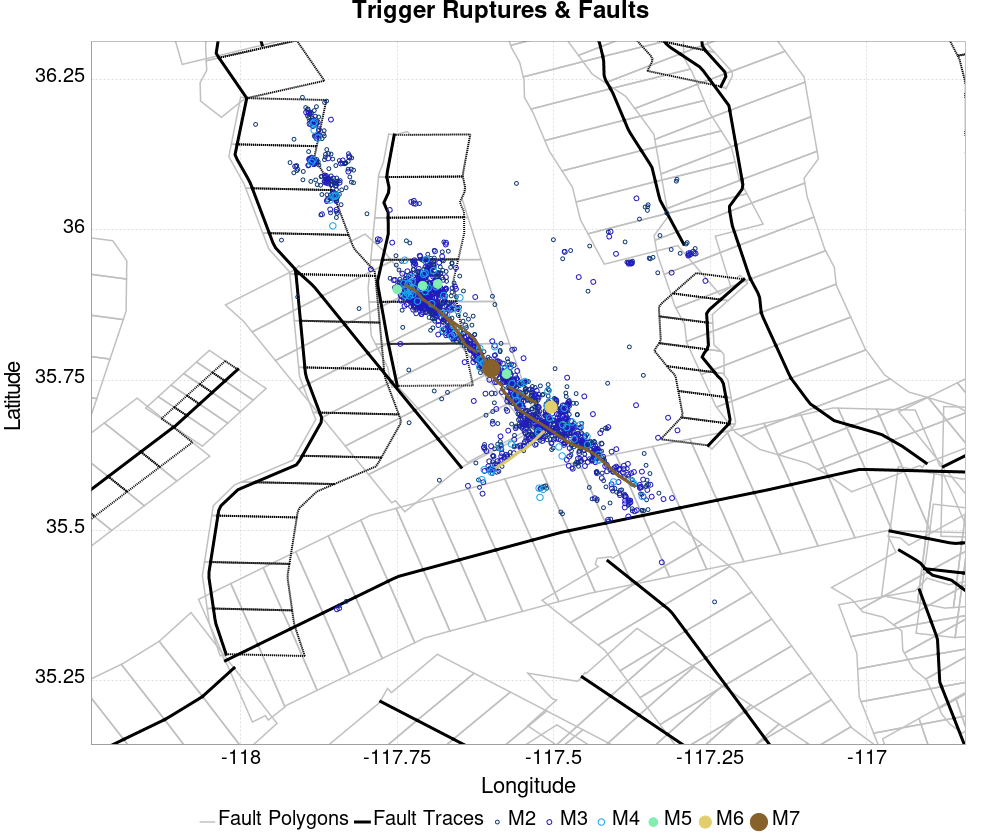 Trigger Ruptures & Faults
36.25
36
35.75
35.5
35.25
Latitude
-118
-117.75
-117.5
-117.25
-117
Longitude
Fault Polygons
Fault Traces
M2
M3
M4
M5
M6
M7